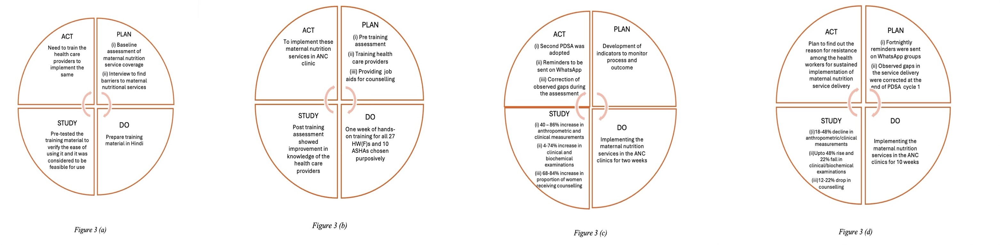 ACT
Need to train the
health care
providers to
implement the
same
PLAN
(i) Baseline
assessment of
maternal nutrition
service coverage
(ii) Interview to find
barriers to maternal
nutritional services
STUDY
Pre-tested the
training material to
verify the ease of
using it and it was
considered to be
feasible for use
DO
Prepare training
material in Hindi
Figure 3 (a)
ACT
To implement these
maternal nutrition
services in ANC
clinic
PLAN
(i) Pre training
assessment
(ii) Training health
care providers
(iii) Providing job
aids for counselling
STUDY
Post training
assessment
showed
improvement in
knowledge of the
health care
providers
DO
One week of hands-
on training for all 27
HW(F)s and 10
ASHAs chosen
purposively
Figure 3 (b)
ACT
(i) Second PDSA was
adopted
(ii) Reminders to be
sent on WhatsApp
(iii) Correction of
observed gaps during
the assessment
PLAN
Development of
indicators to monitor
process and
outcome
STUDY
(i) 40 – 86% increase in
anthropometric and
clinical measurements
(ii) 4-74% increase in
clinical and
biochemical
examinations
(iii) 68-84% increase in
proportion of women
receiving counselling
DO
Implementing the
maternal nutrition
services in the ANC
clinics for two weeks
Figure 3 (c)
ACT
Plan to find out the
reason for resistance
among the health
workers for sustained
implementation of
maternal nutrition
service delivery
PLAN
(i) Fortnightly
reminders were sent
on WhatsApp groups
(ii) Observed gaps in
the service delivery
were corrected at the
end of PDSA cycle 1
STUDY
((i)18-48% decline in
anthropometric/clinical
measurements
(ii)Upto 48% rise and
22% fall in
clinical/biochemical
examinations
(iii)12-22% drop in
counselling
DO
Implementing the
maternal nutrition
services in the ANC
clinics for 10 weeks
Figure 3 (d)